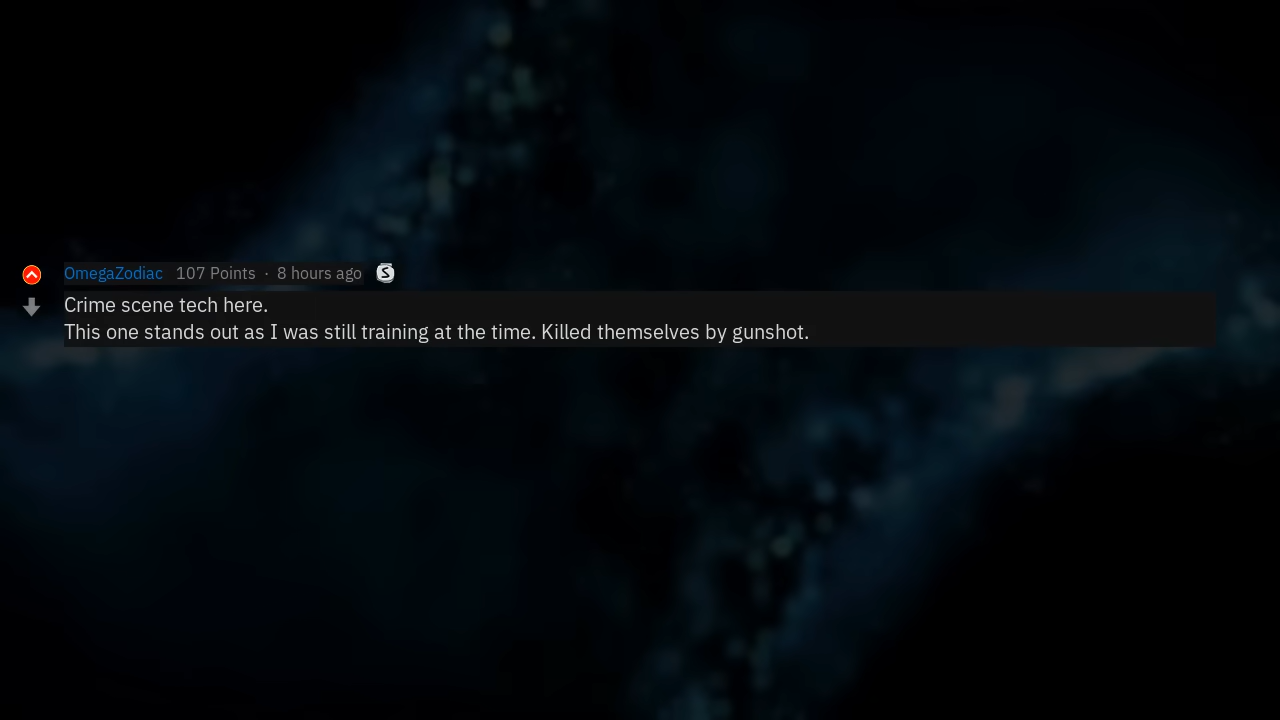 OmegaZodiac 107 Points · 8 hours ago S
Crime scene tech here.
This one stands out as I was still training at the time. Killed themselves by gunshot.